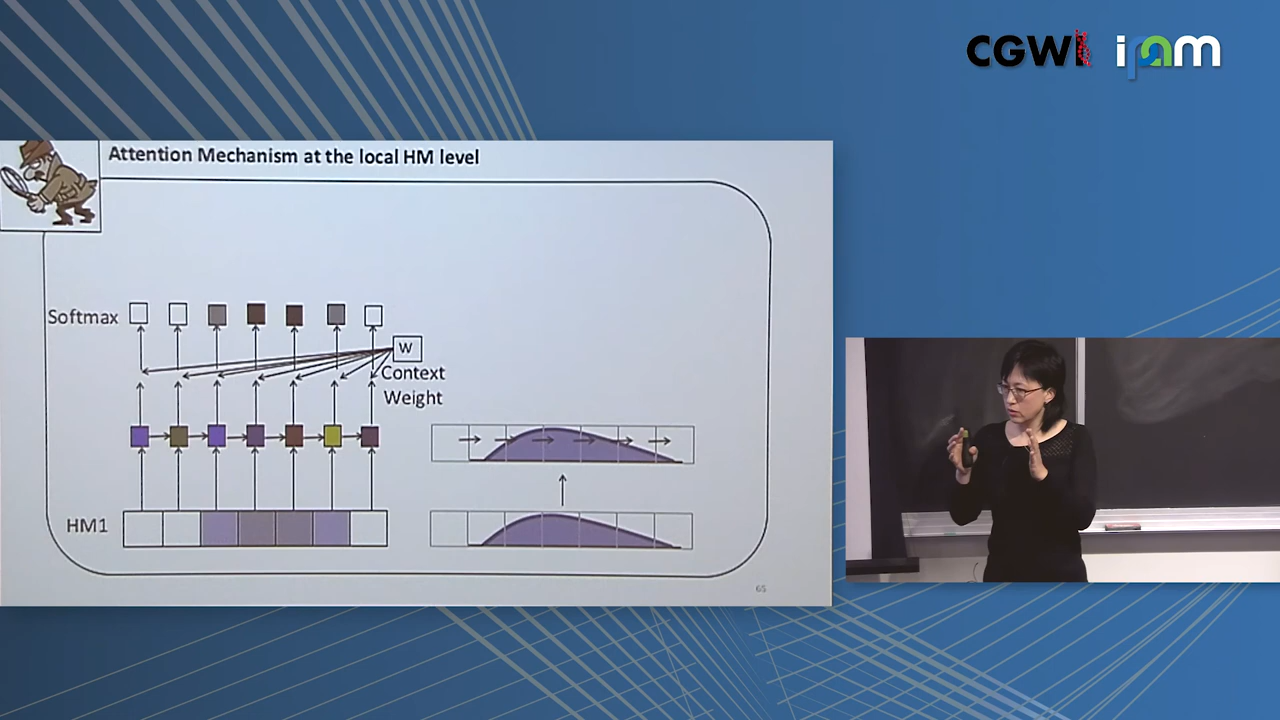 CGWI ipam
Attention Mechanism at the local HM level
Softmax
W
Context
Weight
HM1
65